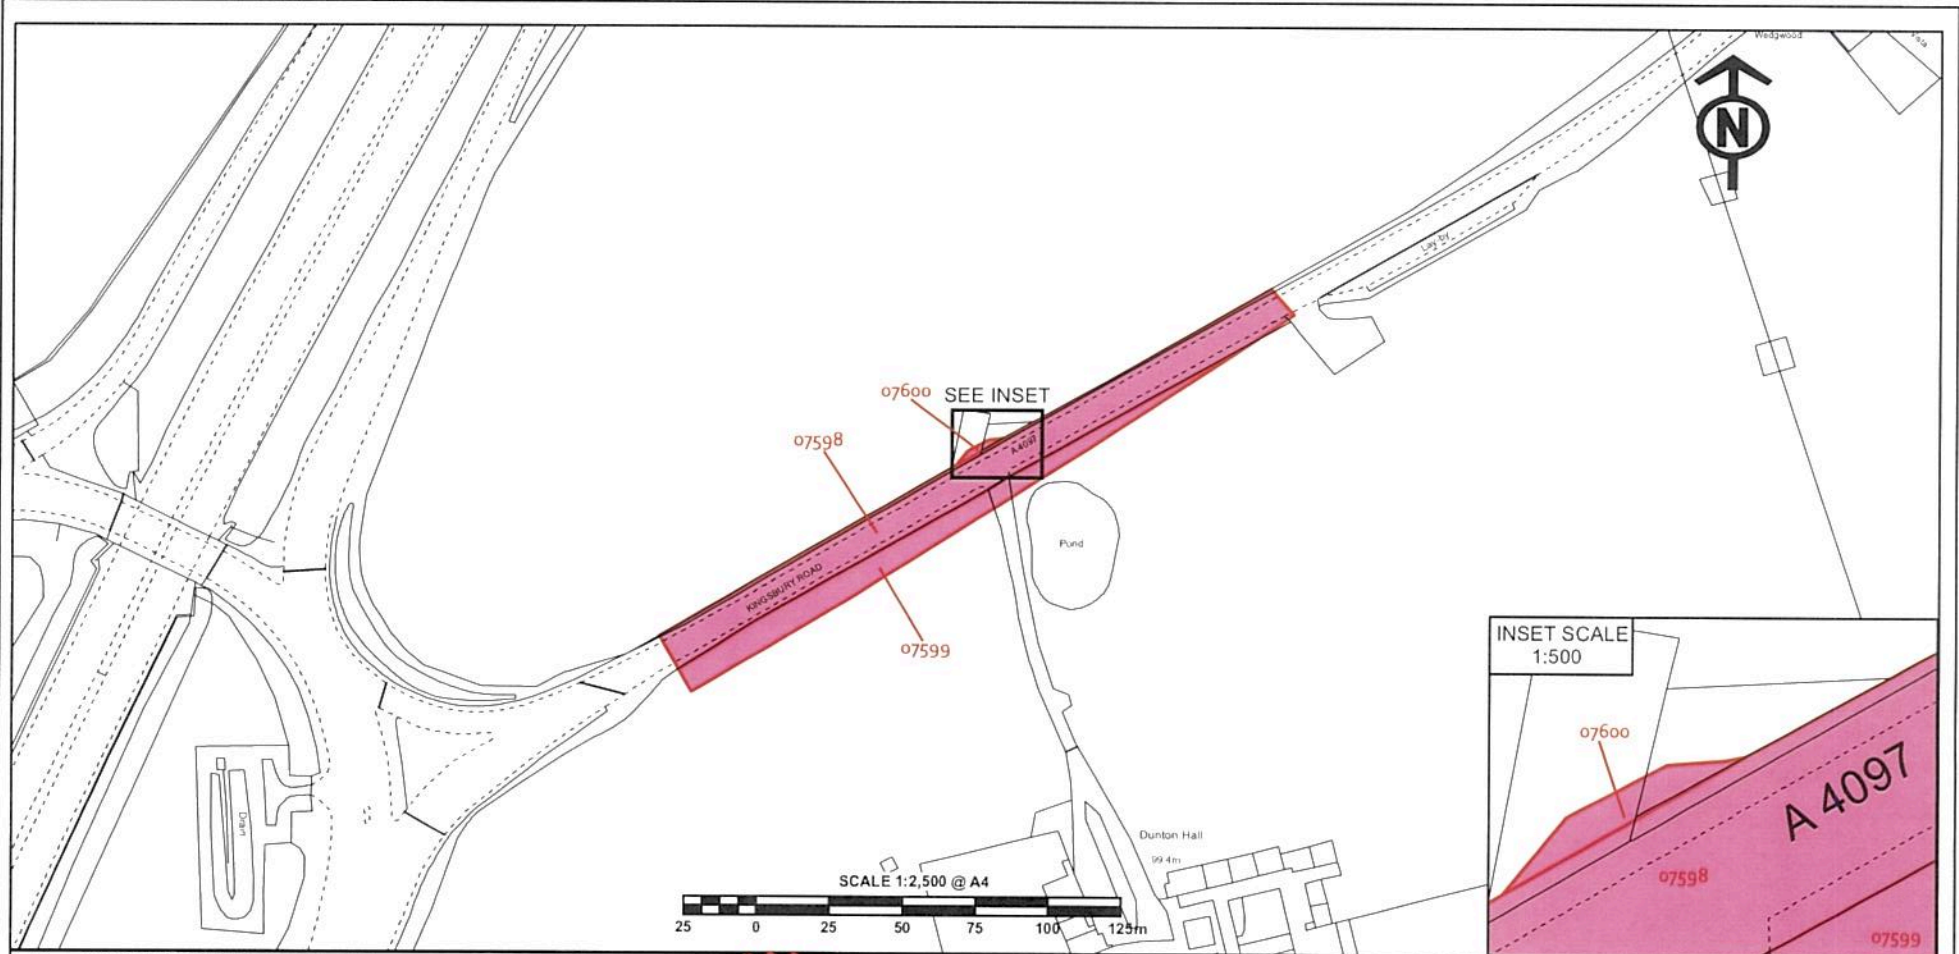 Wedgwood
Vista
N
Lay-by
07600
SEE INSET
07598
A 4097
KINGSBURY ROAD
Pond
07599
INSET SCALE
1:500
07600
A 4097
07598
07599
Drain
Dunton Hall
99.4m
SCALE 1:2,500 @ A4
25 0 25 50 75 100 125m